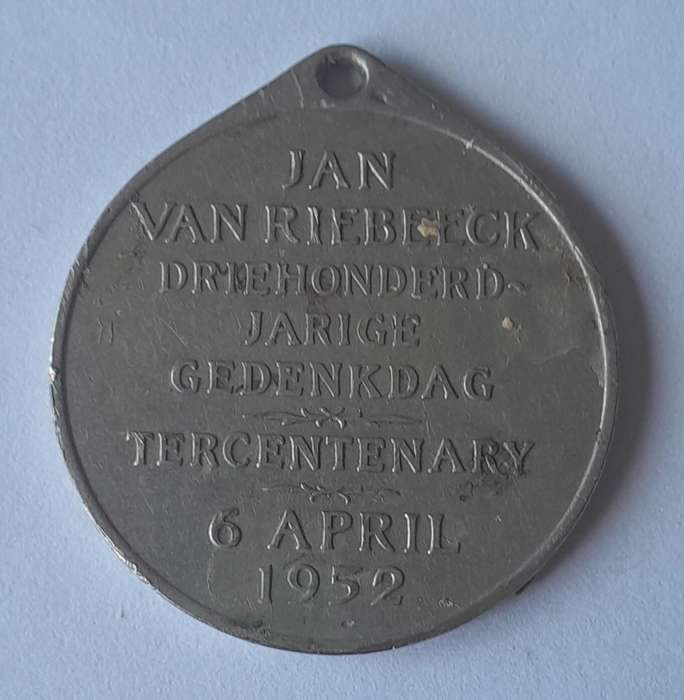 JAN
VAN RIEBEECK
DRIEHONDERD-
JARIGE
GEDENKDAG
TERCENTENARY
6 APRIL
1952